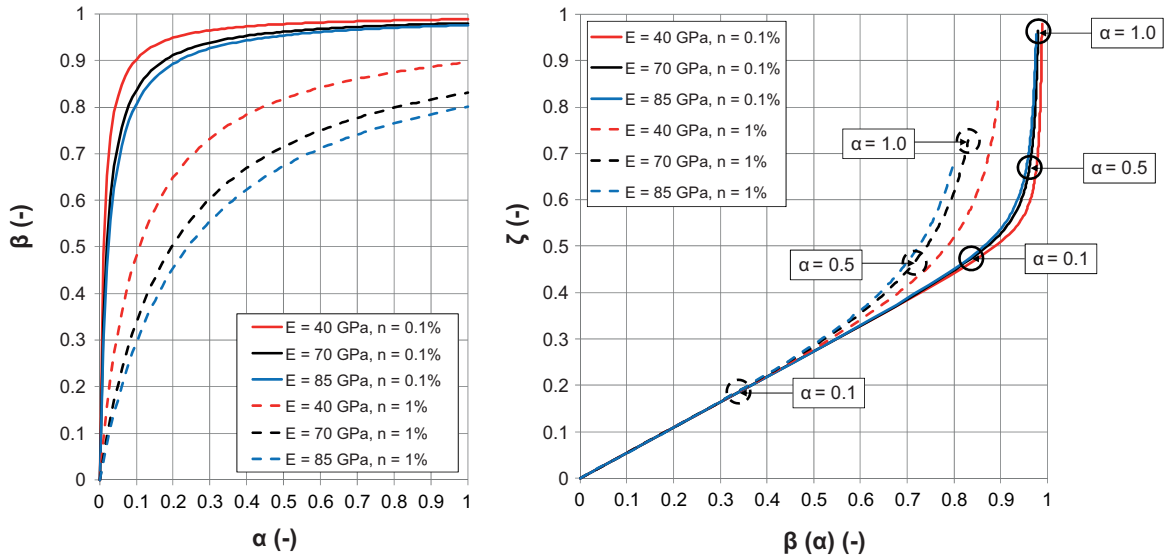 1
0.9
0.8
0.7
0.6
0.5
0.4
0.3
0.2
0.1
0
β (-)
E = 40 GPa, n = 0.1%
E = 70 GPa, n = 0.1%
E = 85 GPa, n = 0.1%
E = 40 GPa, n = 1%
E = 70 GPa, n = 1%
E = 85 GPa, n = 1%
0 0.1 0.2 0.3 0.4 0.5 0.6 0.7 0.8 0.9 1
α (-)
1
0.9
0.8
0.7
0.6
0.5
0.4
0.3
0.2
0.1
0
ζ (-)
E = 40 GPa, n = 0.1%
E = 70 GPa, n = 0.1%
E = 85 GPa, n = 0.1%
E = 40 GPa, n = 1%
E = 70 GPa, n = 1%
E = 85 GPa, n = 1%
α = 1.0
α = 1.0
α = 0.5
α = 0.5
α = 0.1
α = 0.1
0 0.1 0.2 0.3 0.4 0.5 0.6 0.7 0.8 0.9 1
β (α) (-)